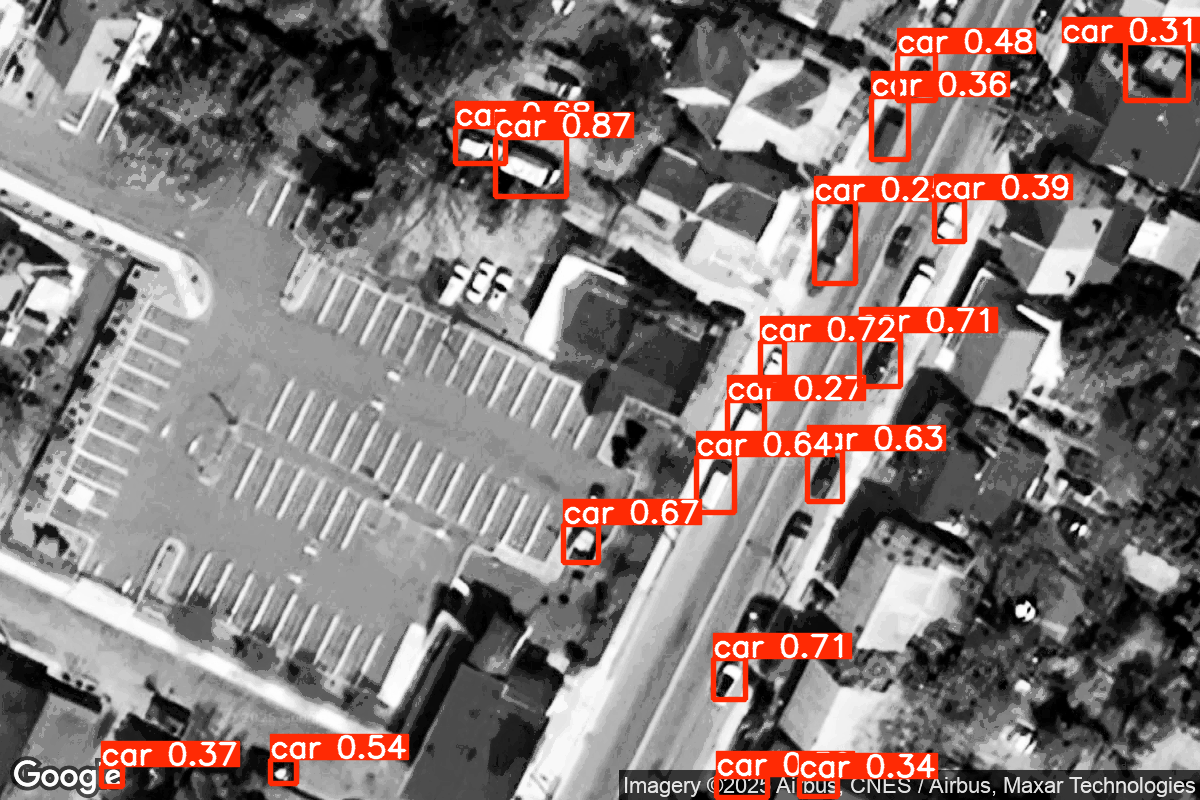 car 0.48
car 0.31
car 0.36
car 0.87
car 0.39
car 0.72
0.71
car 0.27
car 0.64
0.63
car 0.67
car 0.71
car 0.37
car 0.54
car
car 0.34
Google
Imagery ©2025 Airbus, CNES / Airbus, Maxar Technologies